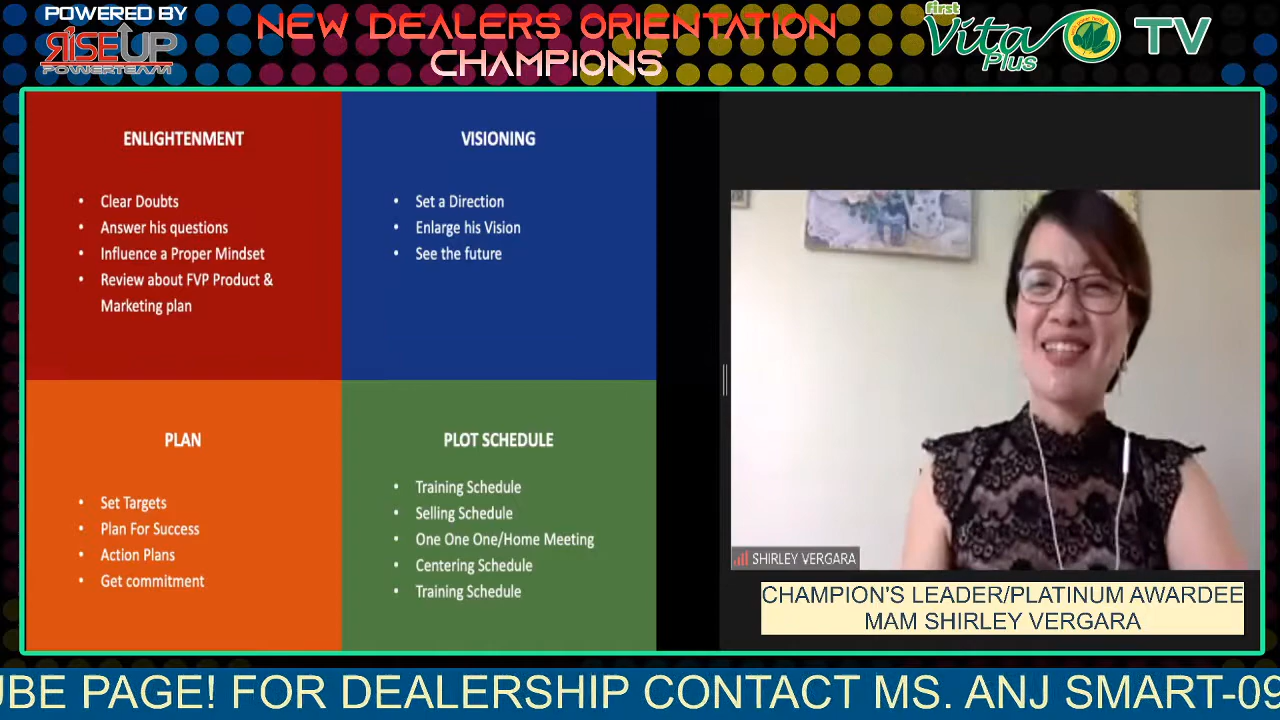 POWERED BY
RISEUP
POWERTEAM
NEW DEALERS ORIENTATION
CHAMPIONS
first
Vita
Plus
TV
ENLIGHTENMENT
• Clear Doubts
• Answer his questions
• Influence a Proper Mindset
• Review about FVP Product &
Marketing plan
VISIONING
• Set a Direction
• Enlarge his Vision
• See the future
PLAN
• Set Targets
• Plan For Success
• Action Plans
• Get commitment
PLOT SCHEDULE
• Training Schedule
• Selling Schedule
• One One One/Home Meeting
• Centering Schedule
• Training Schedule
SHIRLEY VERGARA
CHAMPION'S LEADER/PLATINUM AWARDEE
MAM SHIRLEY VERGARA
UBE PAGE! FOR DEALERSHIP CONTACT MS. ANJ SMART-09